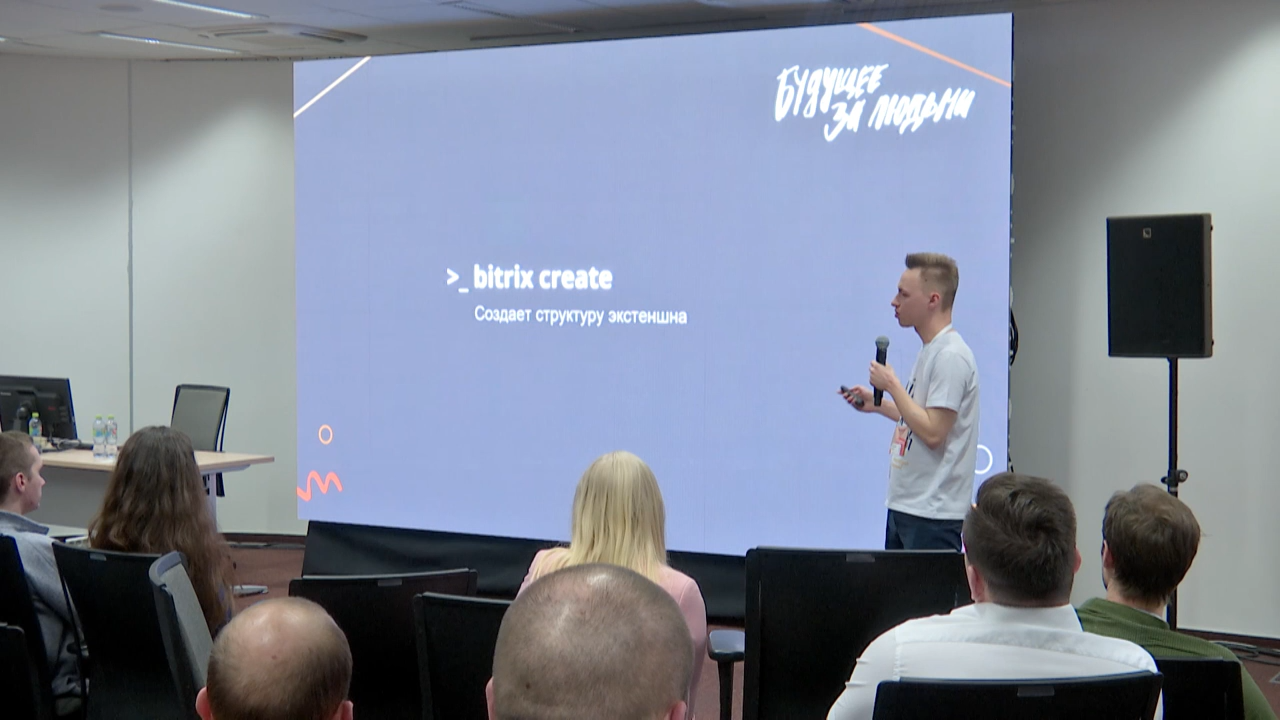 БУДУЩЕЕ
ЗА ЛЮДЬМИ
>_ bitrix create
Создает структуру экстеншна